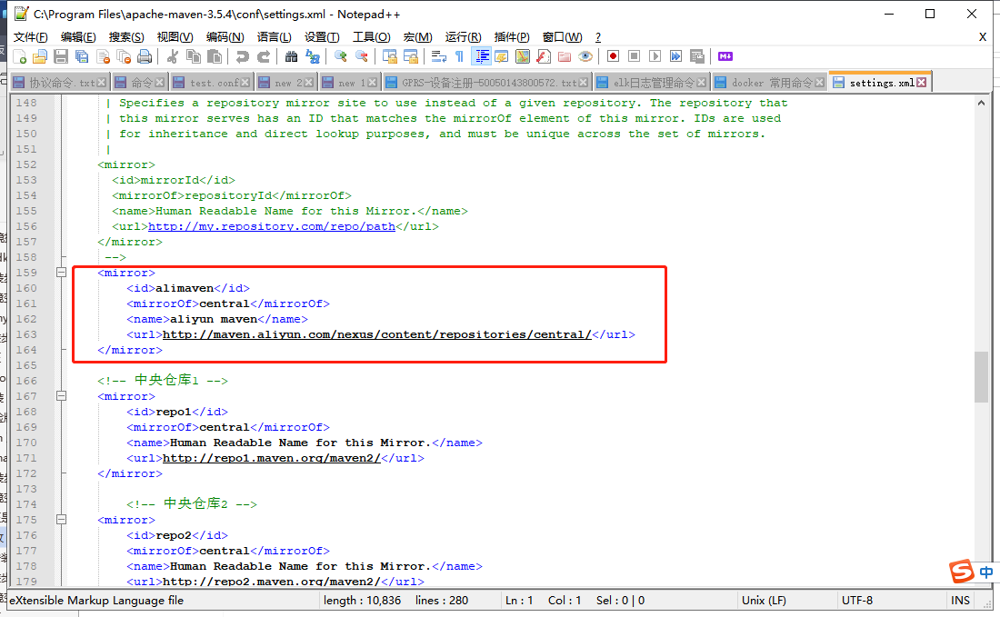 C:\Program Files\apache-maven-3.5.4\conf\settings.xml - Notepad++
文件(F) 编辑(E) 搜索(S) 视图(V) 编码(N) 语言(L) 设置(T) 工具(O) 宏(M) 运行(R) 插件(P) 窗口(W) ? X
协议命令.txt 命令 test.conf new 2 new 1 GPRS-设备注册-50050143800572.txt elk日志管理命令 docker 常用命令 settings.xml
148 | Specifies a repository mirror site to use instead of a given repository. The repository that
149 | this mirror serves has an ID that matches the mirrorOf element of this mirror. IDs are used
150 | for inheritance and direct lookup purposes, and must be unique across the set of mirrors.
151 |
152 <mirror>
153 <id>mirrorId</id>
154 <mirrorOf>repositoryId</mirrorOf>
155 <name>Human Readable Name for this Mirror.</name>
156 <url>http://my.repository.com/repo/path</url>
157 </mirror>
158 -->
159 <mirror>
160 <id>alimaven</id>
161 <mirrorOf>central</mirrorOf>
162 <name>aliyun maven</name>
163 <url>http://maven.aliyun.com/nexus/content/repositories/central/</url>
164 </mirror>
165
166 <!-- 中央仓库1 -->
167 <mirror>
168 <id>repo1</id>
169 <mirrorOf>central</mirrorOf>
170 <name>Human Readable Name for this Mirror.</name>
171 <url>http://repo1.maven.org/maven2/</url>
172 </mirror>
173
174 <!-- 中央仓库2 -->
175 <mirror>
176 <id>repo2</id>
177 <mirrorOf>central</mirrorOf>
178 <name>Human Readable Name for this Mirror.</name>
179 <url>http://repo2.maven.org/maven2/</url>
S 中
eXtensible Markup Language file length : 10,836 lines : 280 Ln : 1 Col : 1 Sel : 0 | 0 Unix (LF) UTF-8 INS